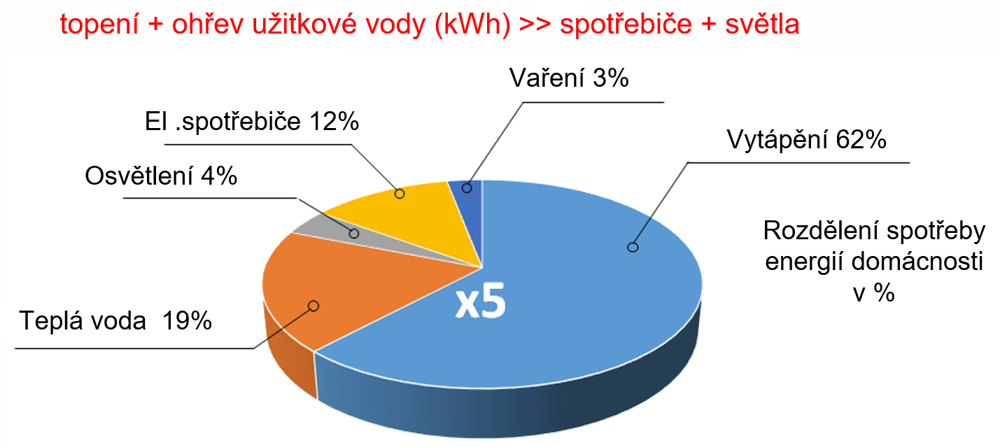 topení + ohřev užitkové vody (kWh) >> spotřebiče + světla
Vaření 3%
El .spotřebiče 12%
Vytápění 62%
Osvětlení 4%
Rozdělení spotřeby
energií domácnosti
v %
x5
Teplá voda  19%